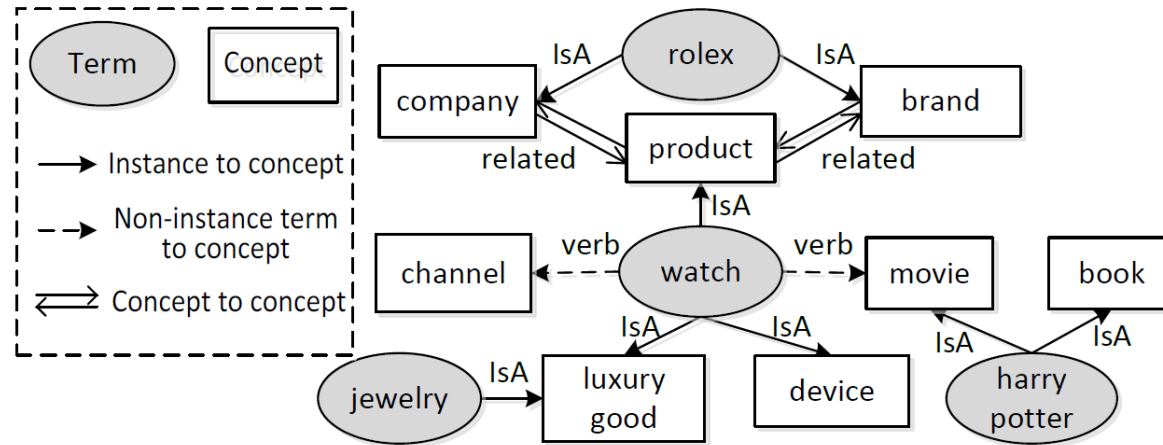 Term
Concept
Instance to concept
Non-instance term
to concept
Concept to concept
rolex
IsA
IsA
company
brand
product
related
related
IsA
verb
verb
channel
watch
movie
book
IsA
IsA
IsA
IsA
IsA
jewelry
luxury
good
device
harry
potter